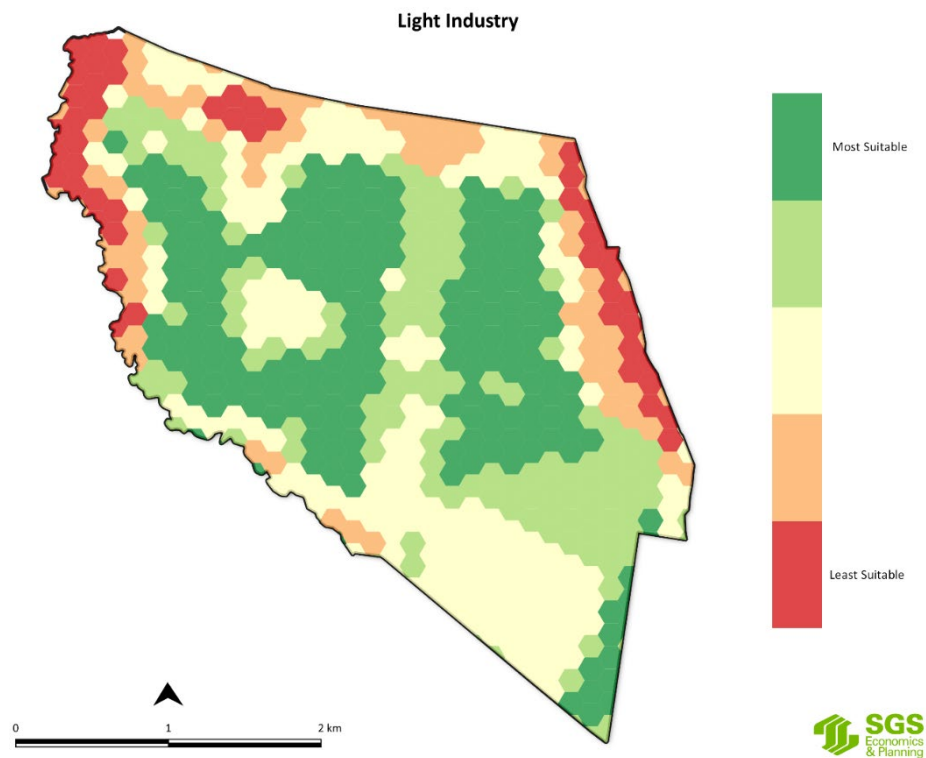 Light Industry
Most Suitable
Least Suitable
0 1 2 km
SGS
Economics
& Planning